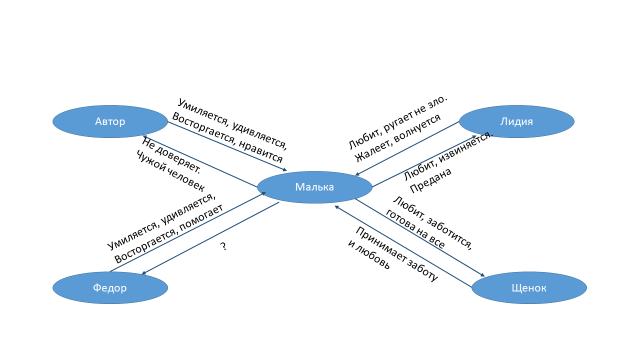 Умиляется, удивляется,
Восторгается, нравится
Любит, ругает не зло.
Жалеет, волнуется
Автор
Лидия
Не доверяет.
Чужой человек
Любит, извиняется.
Предана
Малька
Умиляется, удивляется,
Восторгается, помогает
Любит, заботится,
готова на все
?
Принимает заботу
и любовь
Федор
Щенок